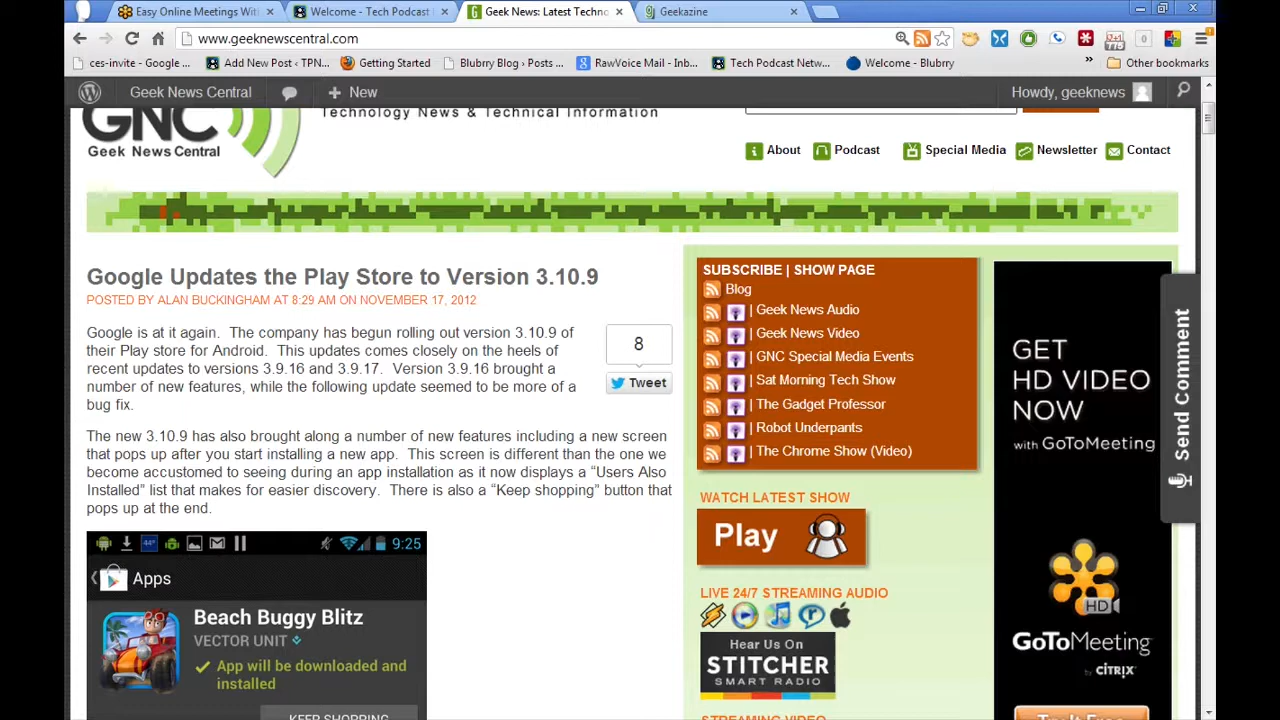 Easy Online Meetings With
Welcome - Tech Podcast
Geek News: Latest Techno
Geekazine
www.geeknewscentral.com
ces-invite - Google ...
Add New Post ‹ TPN...
Getting Started
Blubrry Blog › Posts ...
RawVoice Mail - Inb...
Tech Podcast Netw...
Welcome - Blubrry
»
Other bookmarks
Geek News Central
New
Howdy, geeknews
GNC
Geek News Central
Technology News & Technical Information
About
Podcast
Special Media
Newsletter
Contact
Google Updates the Play Store to Version 3.10.9
POSTED BY ALAN BUCKINGHAM AT 8:29 AM ON NOVEMBER 17, 2012
Google is at it again. The company has begun rolling out version 3.10.9 of
their Play store for Android. This updates comes closely on the heels of
recent updates to versions 3.9.16 and 3.9.17. Version 3.9.16 brought a
number of new features, while the following update seemed to be more of a
bug fix.
8
Tweet
The new 3.10.9 has also brought along a number of new features including a new screen
that pops up after you start installing a new app. This screen is different than the one we
become accustomed to seeing during an app installation as it now displays a “Users Also
Installed” list that makes for easier discovery. There is also a “Keep shopping” button that
pops up at the end.
9:25
Apps
Beach Buggy Blitz
VECTOR UNIT
App will be downloaded and
installed
KEEP SHOPPING
SUBSCRIBE | SHOW PAGE
Blog
| Geek News Audio
| Geek News Video
| GNC Special Media Events
| Sat Morning Tech Show
| The Gadget Professor
| Robot Underpants
| The Chrome Show (Video)
WATCH LATEST SHOW
Play
LIVE 24/7 STREAMING AUDIO
Hear Us On
STITCHER
SMART RADIO
STREAMING VIDEO
GET
HD VIDEO
NOW
with GoToMeeting
HD
GoToMeeting
by CITRIX
Try It Free
Send Comment